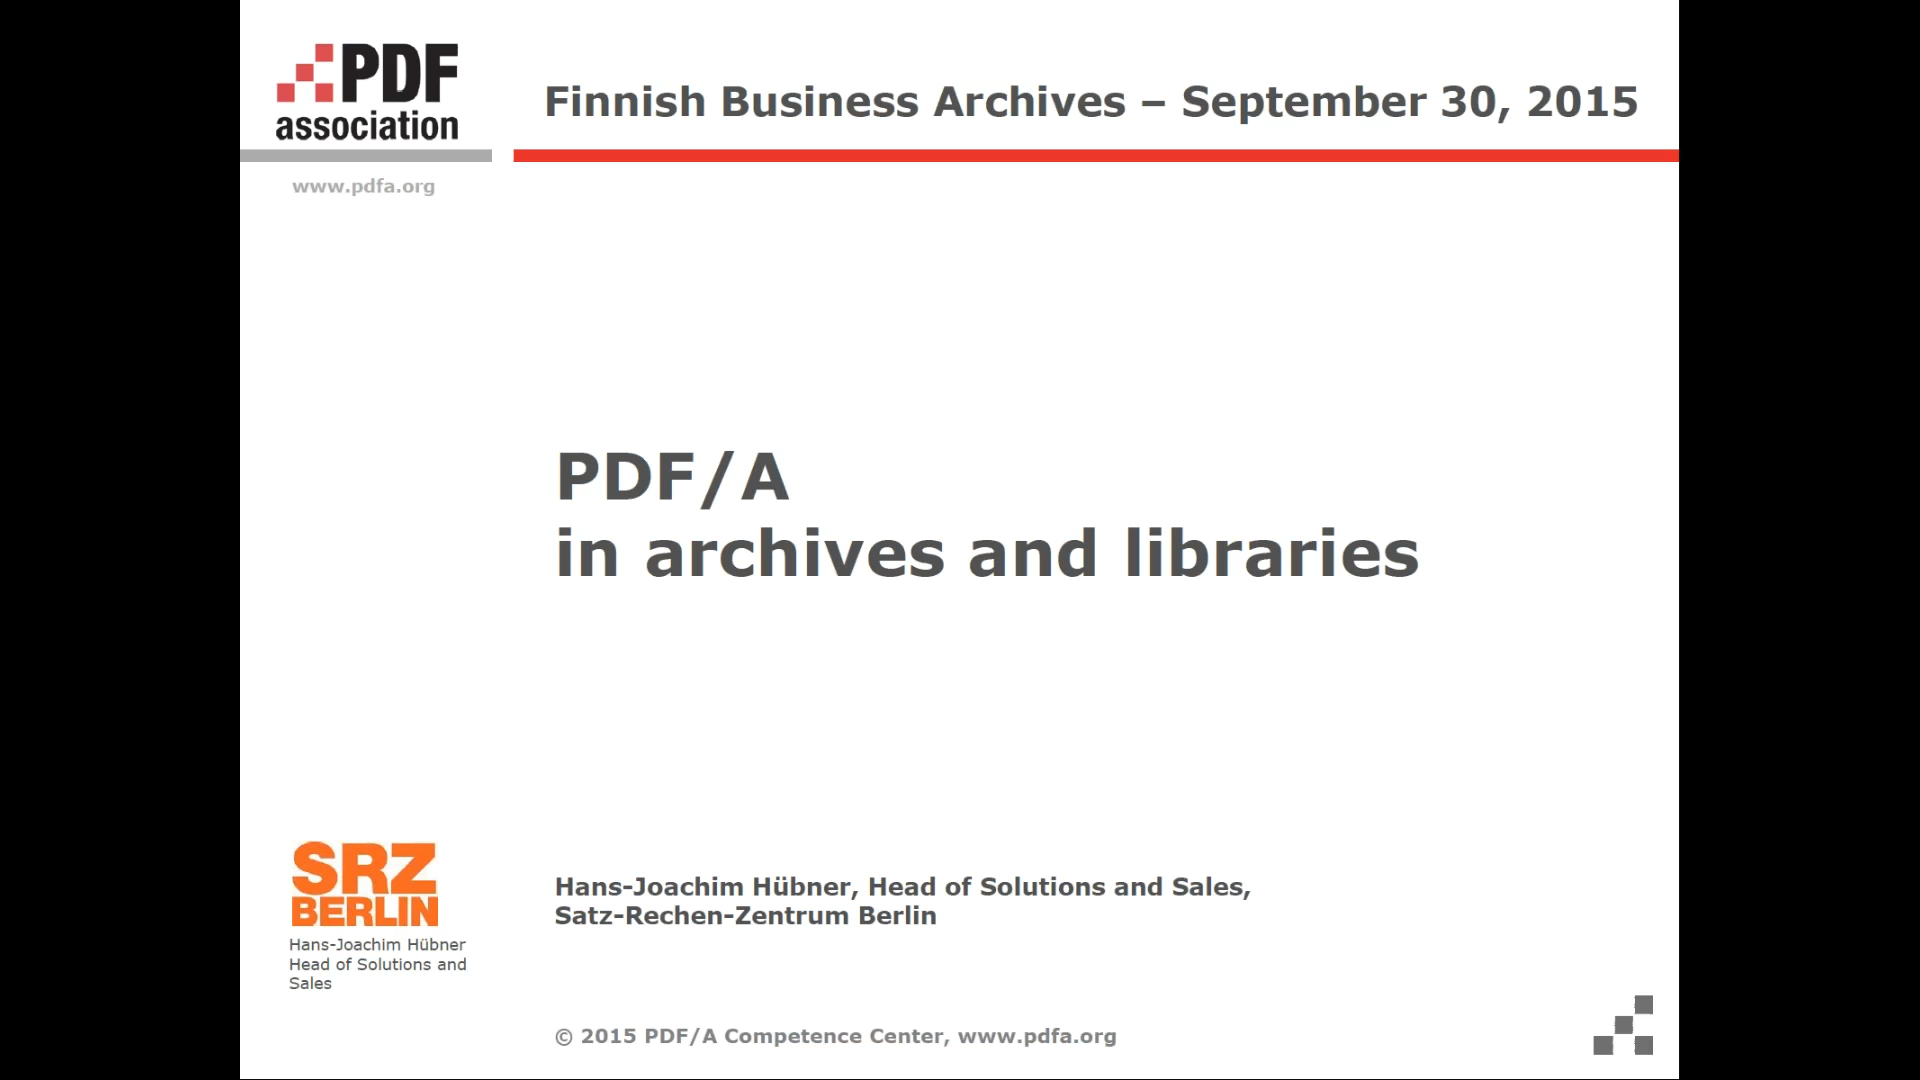 PDF
association
Finnish Business Archives – September 30, 2015
www.pdfa.org
PDF/A
in archives and libraries
SRZ
BERLIN
Hans-Joachim Hübner
Head of Solutions and
Sales
Hans-Joachim Hübner, Head of Solutions and Sales,
Satz-Rechen-Zentrum Berlin
© 2015 PDF/A Competence Center, www.pdfa.org